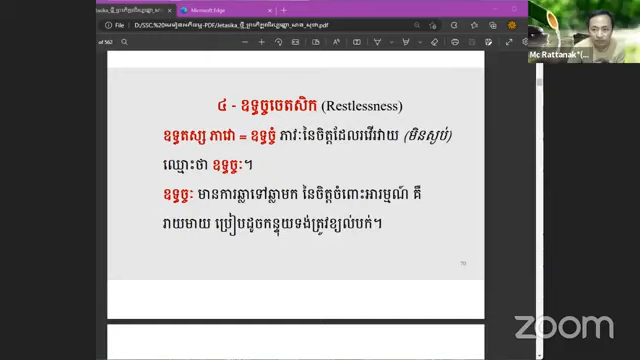 Microsoft Edge
File
of 562
Mc Rattanak*(...
៤ - ឧទ្ធច្ចចេតសិក (Restlessness)
ឧទ្ធតស្ស ភាវោ = ឧទ្ធច្ចំ ភាវៈនៃចិត្តដែលរវើរវាយ (មិនស្ងប់)
ឈ្មោះថា ឧទ្ធច្ចៈ។
ឧទ្ធច្ចៈ មានការឆ្លាទៅឆ្លាមក នៃចិត្តចំពោះអារម្មណ៍ គឺ
រាយមាយ ប្រៀបដូចកន្ទុយទង់ត្រូវខ្យល់បក់។
70
zoom